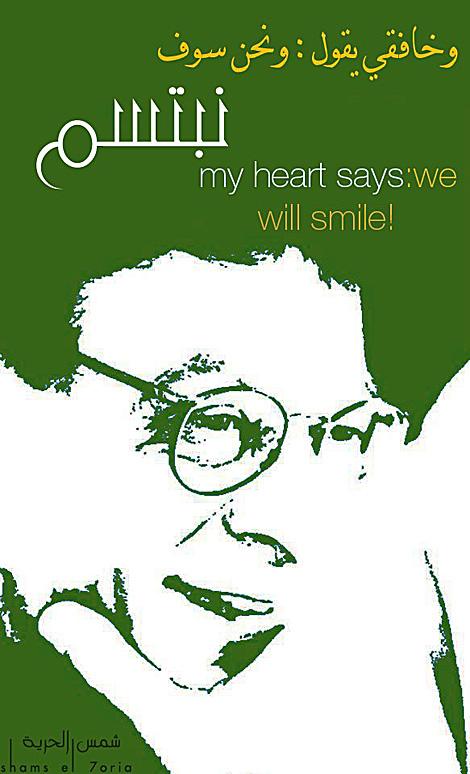 وخافقي يقول : ونحن سوف
نبتسم
my heart says:we
will smile!
شمس الحرية
shams el 7oria